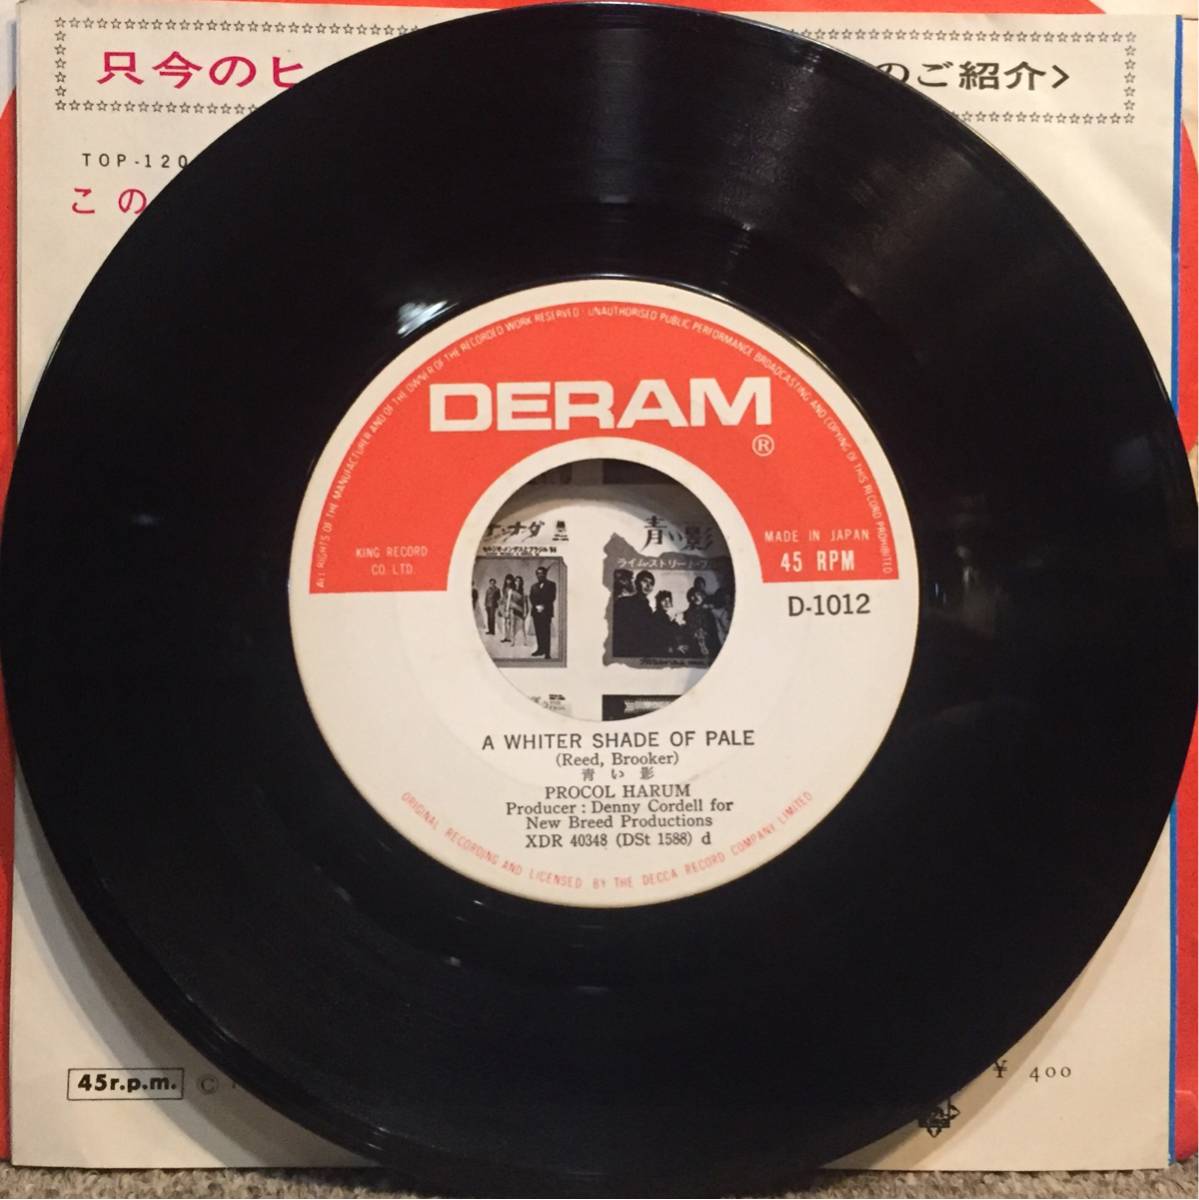 只今のヒ
のご紹介>
TOP-120
この
ALL RIGHTS OF THE MANUFACTURER AND OF THE OWNER OF THE RECORDED WORK RESERVED · UNAUTHORISED PUBLIC PERFORMANCE BROADCASTING AND COPYING OF THIS RECORD PROHIBITED
DERAM
®
KING RECORD
CO. LTD.
MADE IN JAPAN
45 RPM
D-1012
青い影
A WHITER SHADE OF PALE
(Reed, Brooker)
青い影
PROCOL HARUM
Producer : Denny Cordell for
New Breed Productions
XDR 40348 (DSt 1588) d
ORIGINAL RECORDING AND LICENSED BY THE DECCA RECORD COMPANY LIMITED
45r.p.m.
©
¥ 400